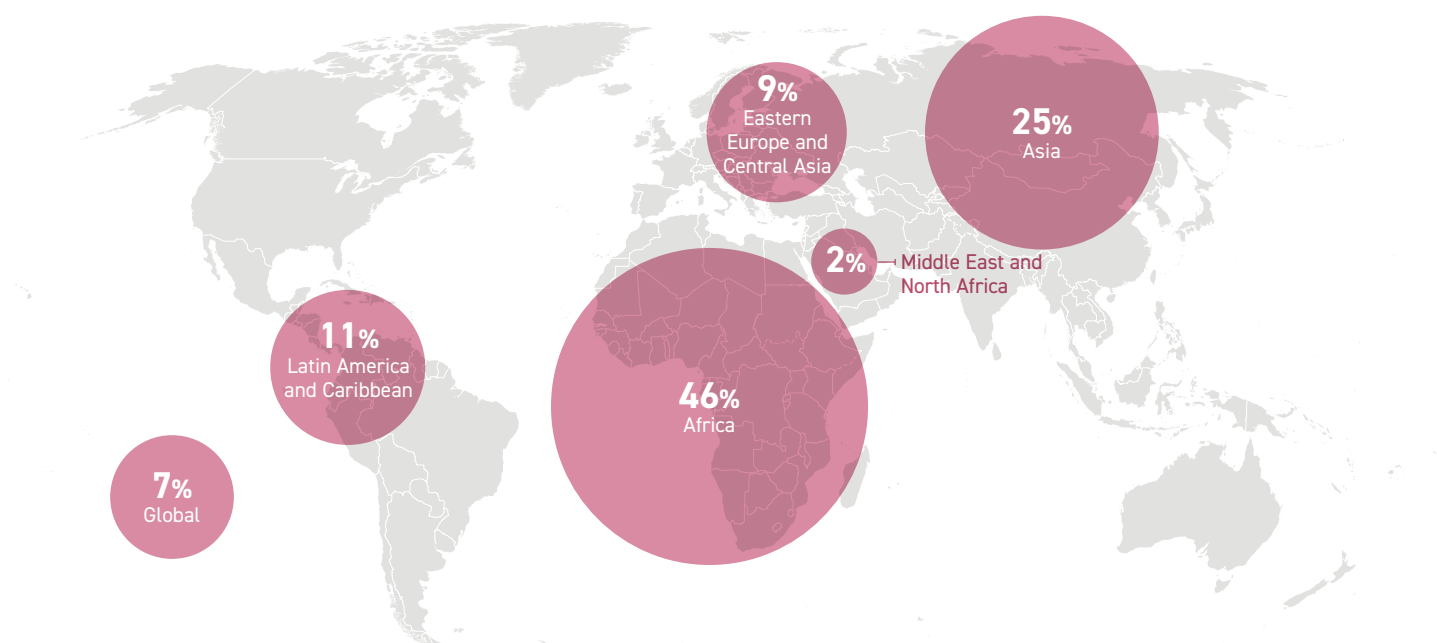 9%
Eastern
Europe and
Central Asia
25%
Asia
2%
Middle East and
North Africa
11%
Latin America
and Caribbean
46%
Africa
7%
Global